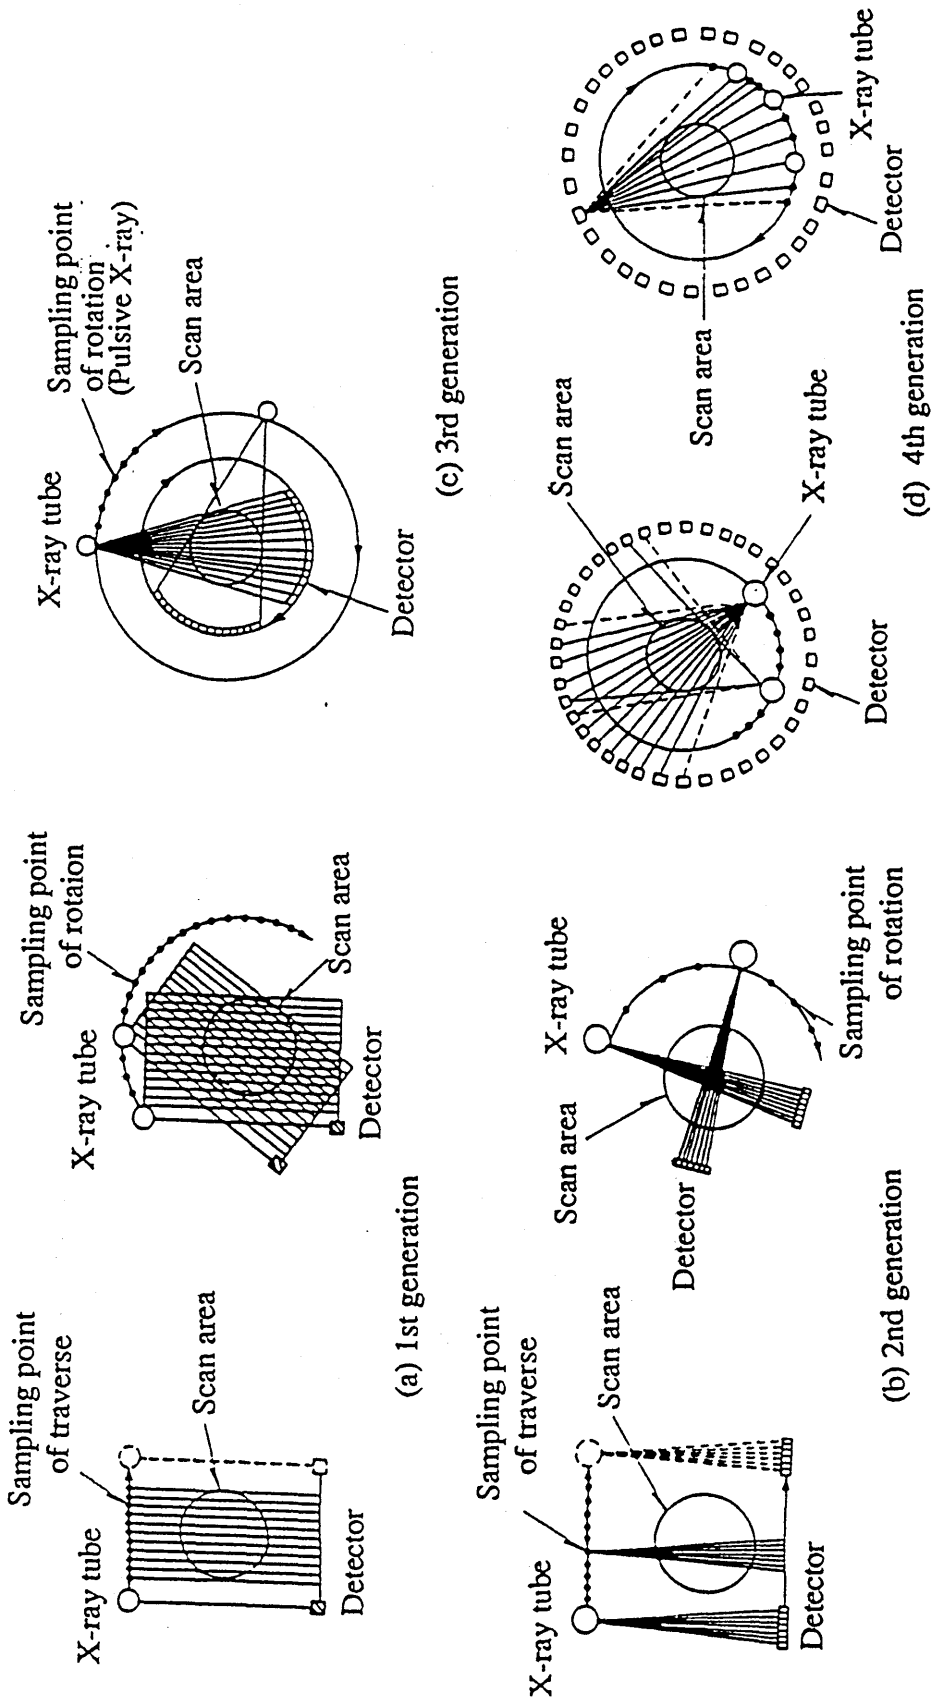 Sampling point
of traverse
X-ray tube
Scan area
Detector
Sampling point
of rotaion
X-ray tube
Scan area
Detector
(a) 1st generation
Sampling point
of traverse
X-ray tube
Scan area
Detector
X-ray tube
Scan area
Detector
Sampling point
of rotation
(b) 2nd generation
Sampling point
of rotation
(Pulsive X-ray)
X-ray tube
Scan area
Detector
(c) 3rd generation
Scan area
X-ray tube
Detector
Scan area
X-ray tube
Detector
(d) 4th generation